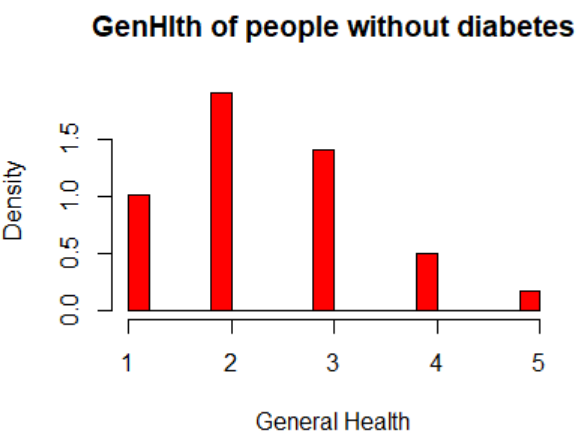 GenHlth of people without diabetes
Density
1.5
1.0
0.5
0.0
1 2 3 4 5
General Health